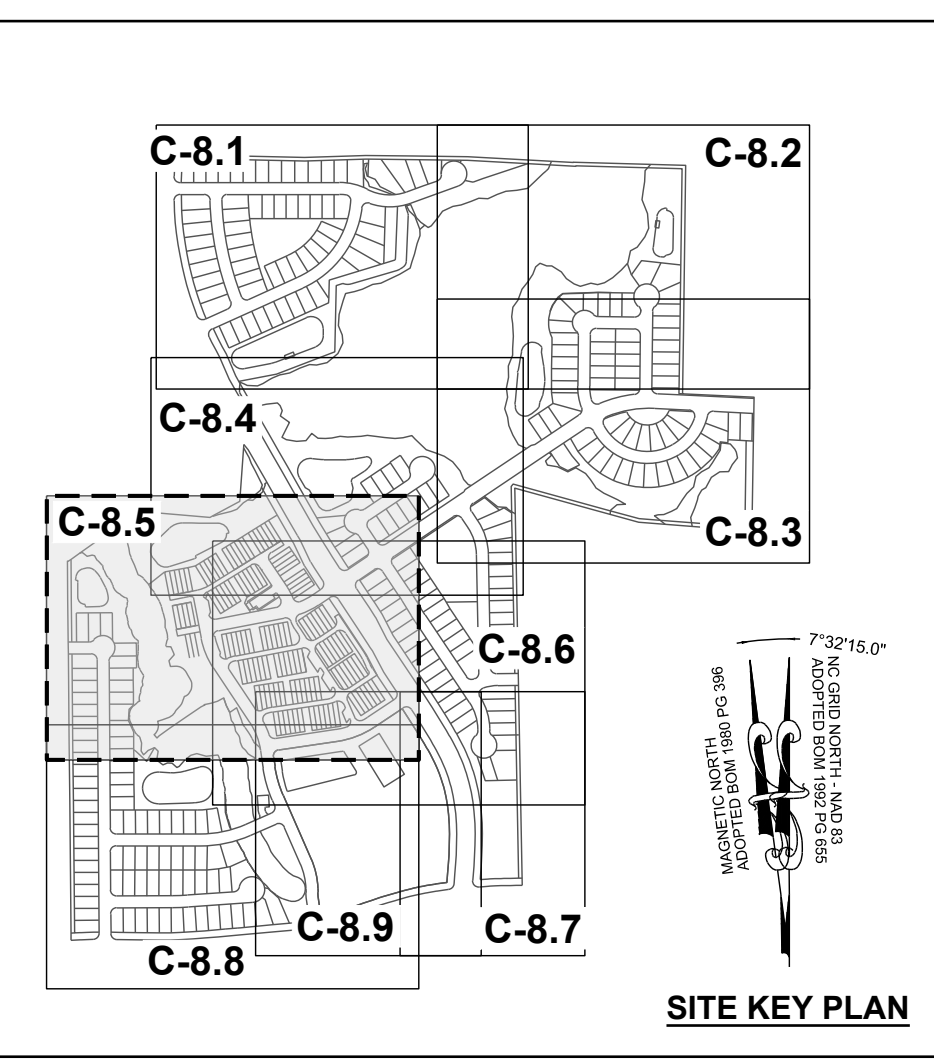 C-8.1
C-8.2
C-8.4
C-8.5
C-8.3
C-8.6
7°32'15.0"
MAGNETIC NORTH
ADOPTED BOM 1980 PG 396
NC GRID NORTH - NAD 83
ADOPTED BOM 1992 PG 655
C-8.9
C-8.7
C-8.8
SITE KEY PLAN